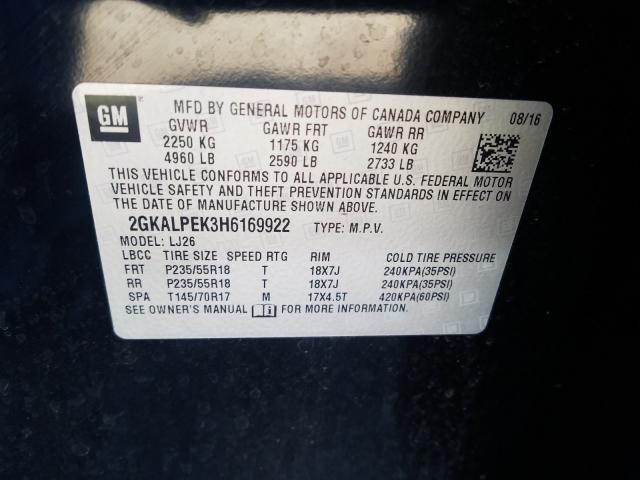 GM MFD BY GENERAL MOTORS OF CANADA COMPANY 08/16
GVWR GAWR FRT GAWR RR
2250 KG 1175 KG 1240 KG
4960 LB 2590 LB 2733 LB
THIS VEHICLE CONFORMS TO ALL APPLICABLE U.S. FEDERAL MOTOR
VEHICLE SAFETY AND THEFT PREVENTION STANDARDS IN EFFECT ON
THE DATE OF MANUFACTURE SHOWN ABOVE.
2GKALPEK3H6169922 TYPE: M.P.V.
MODEL: LJ26
LBCC TIRE SIZE SPEED RTG RIM COLD TIRE PRESSURE
FRT P235/55R18 T 18X7J 240KPA(35PSI)
RR P235/55R18 T 18X7J 240KPA(35PSI)
SPA T145/70R17 M 17X4.5T 420KPA(60PSI)
SEE OWNER'S MANUAL FOR MORE INFORMATION.